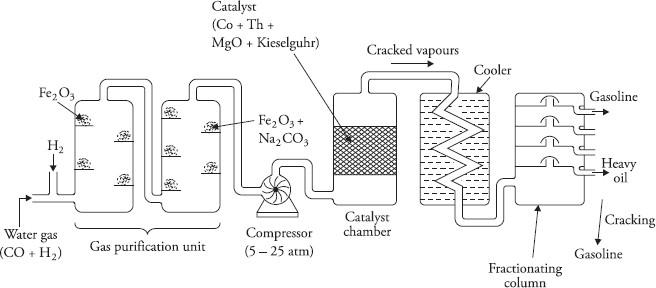 Catalyst
(Co + Th +
MgO + Kieselguhr)
Cracked vapours
Cooler
Fe₂O₃
H₂
Fe₂O₃ +
Na₂CO₃
Gasoline
Heavy
oil
Water gas
(CO + H₂)
Gas purification unit
Compressor
(5 – 25 atm)
Catalyst
chamber
Cracking
Gasoline
Fractionating
column